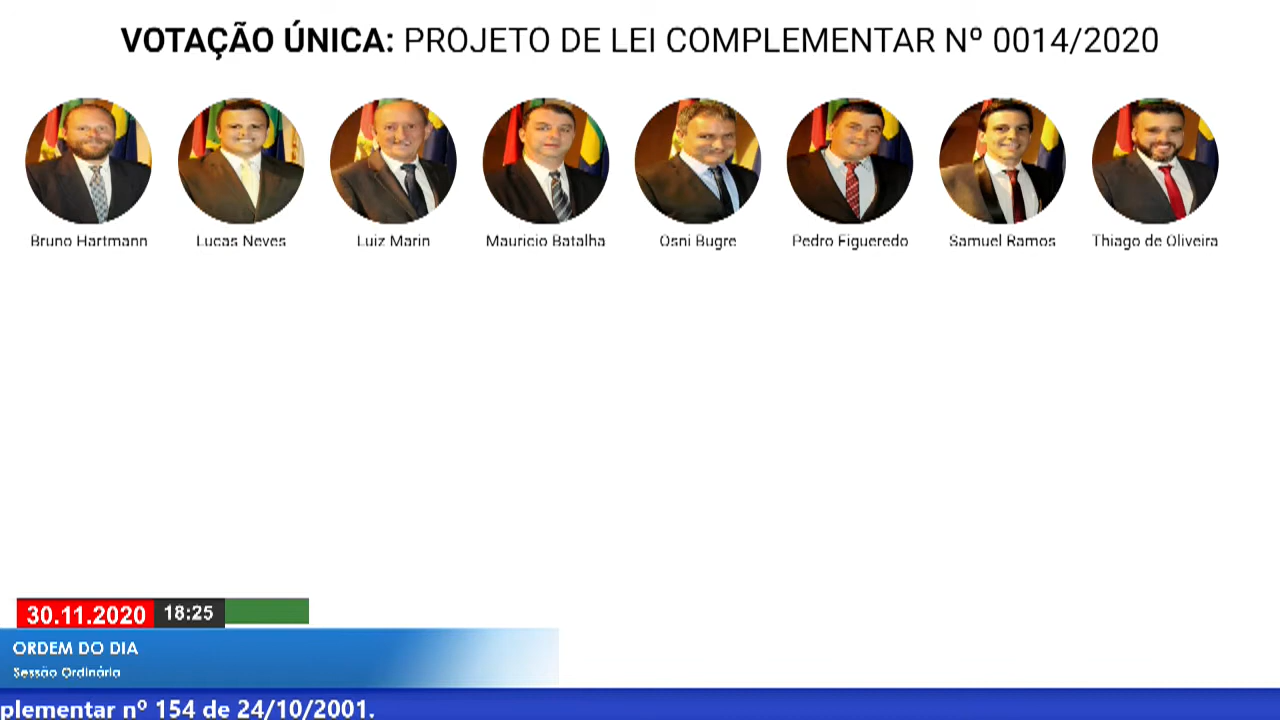 VOTAÇÃO ÚNICA: PROJETO DE LEI COMPLEMENTAR Nº 0014/2020
Bruno Hartmann Lucas Neves Luiz Marin Mauricio Batalha Osni Bugre Pedro Figueredo Samuel Ramos Thiago de Oliveira
30.11.2020 18:25
ORDEM DO DIA
Sessão Ordinária
plementar nº 154 de 24/10/2001.